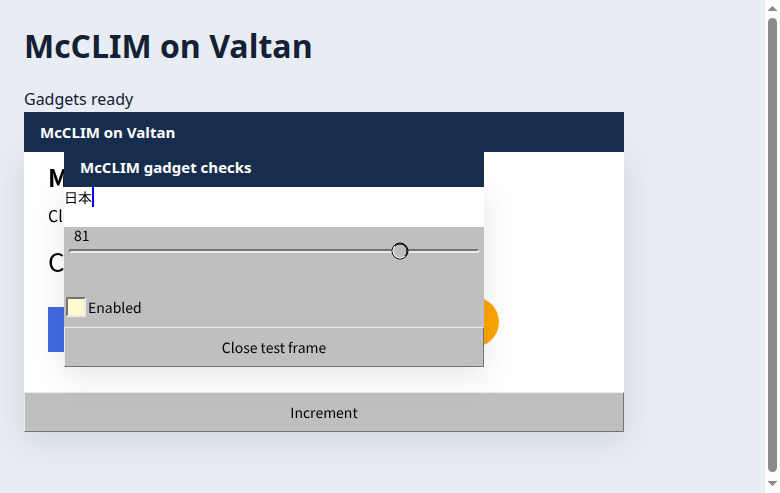 McCLIM on Valtan
Gadgets ready
McCLIM on Valtan
McCLIM gadget checks
日本
81
Enabled
Close test frame
Increment